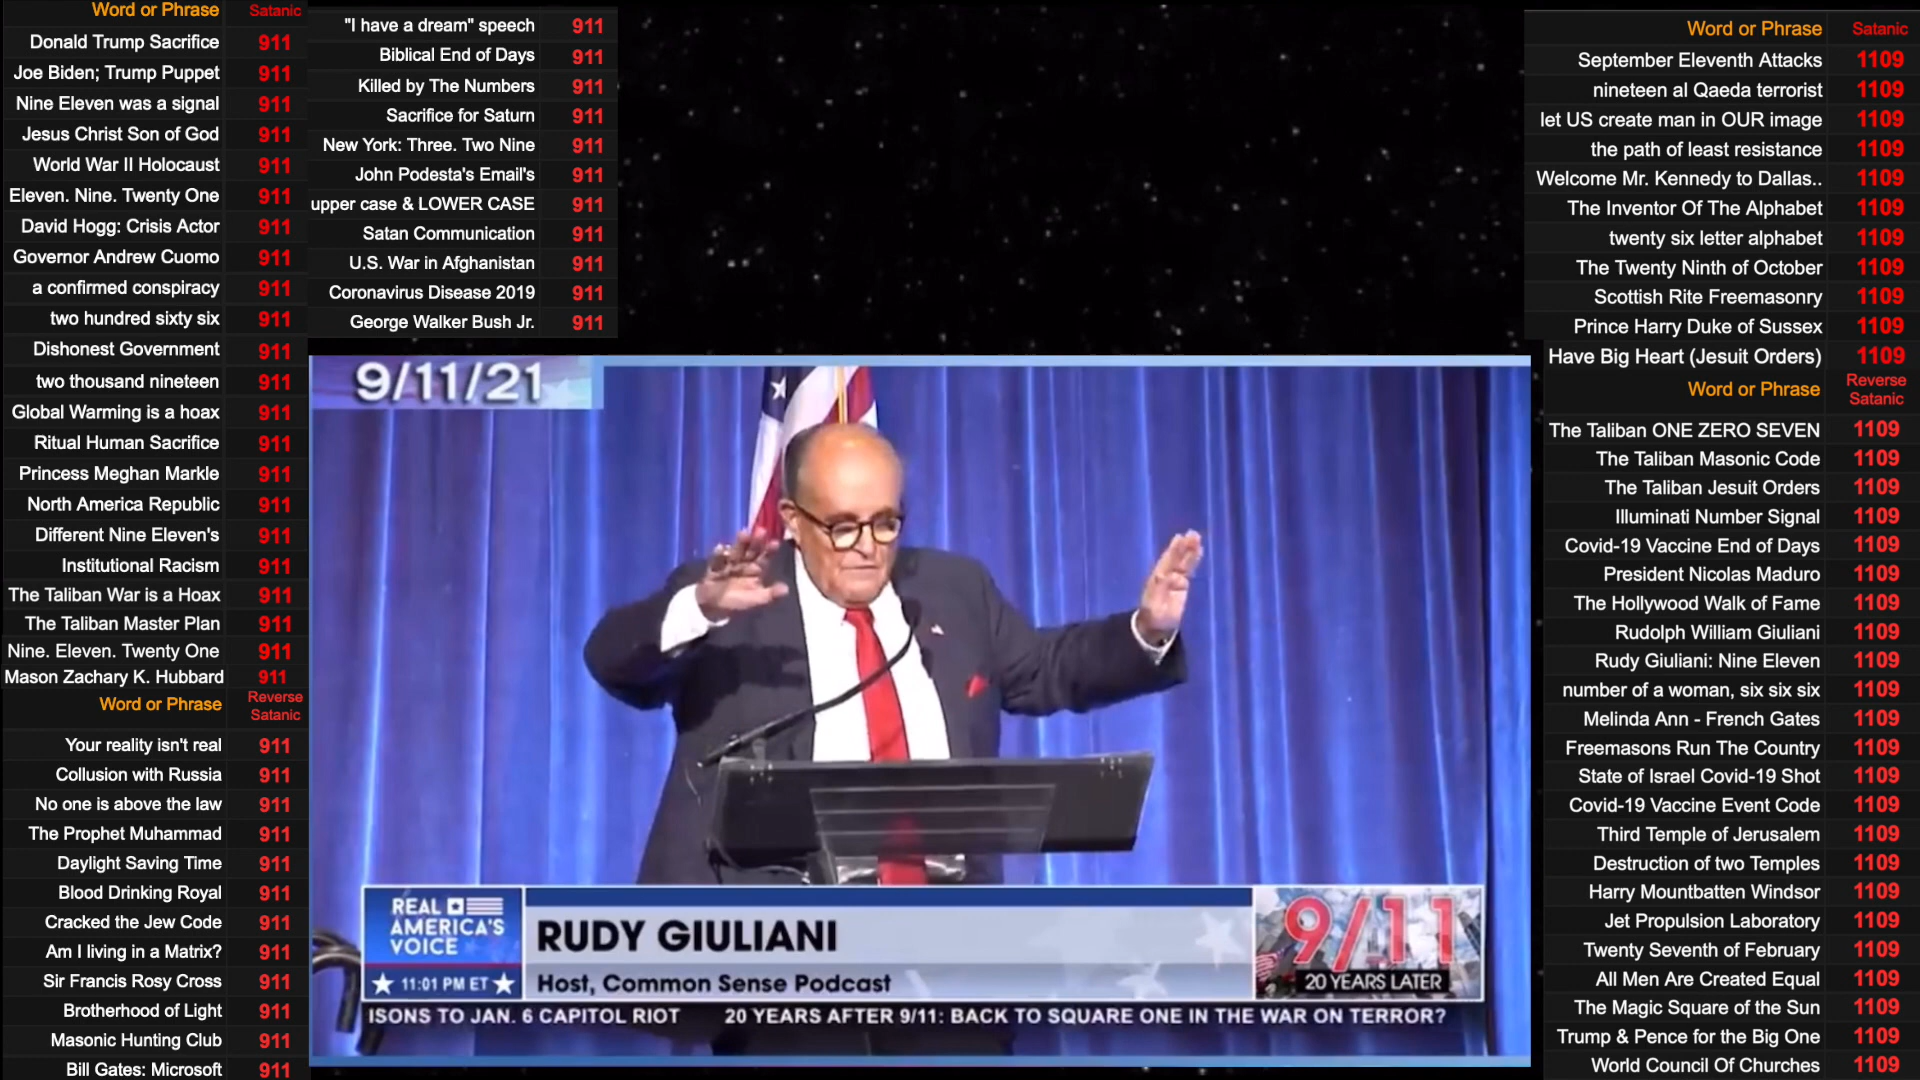 Word or Phrase Satanic
Donald Trump Sacrifice 911
Joe Biden; Trump Puppet 911
Nine Eleven was a signal 911
Jesus Christ Son of God 911
World War II Holocaust 911
Eleven. Nine. Twenty One 911
David Hogg: Crisis Actor 911
Governor Andrew Cuomo 911
a confirmed conspiracy 911
two hundred sixty six 911
Dishonest Government 911
two thousand nineteen 911
Global Warming is a hoax 911
Ritual Human Sacrifice 911
Princess Meghan Markle 911
North America Republic 911
Different Nine Eleven's 911
Institutional Racism 911
The Taliban War is a Hoax 911
The Taliban Master Plan 911
Nine. Eleven. Twenty One 911
Mason Zachary K. Hubbard 911
Word or Phrase Reverse Satanic
Your reality isn't real 911
Collusion with Russia 911
No one is above the law 911
The Prophet Muhammad 911
Daylight Saving Time 911
Blood Drinking Royal 911
Cracked the Jew Code 911
Am I living in a Matrix? 911
Sir Francis Rosy Cross 911
Brotherhood of Light 911
Masonic Hunting Club 911
Bill Gates: Microsoft 911
"I have a dream" speech 911
Biblical End of Days 911
Killed by The Numbers 911
Sacrifice for Saturn 911
New York: Three. Two Nine 911
John Podesta's Email's 911
upper case & LOWER CASE 911
Satan Communication 911
U.S. War in Afghanistan 911
Coronavirus Disease 2019 911
George Walker Bush Jr. 911
9/11/21
REAL AMERICA'S VOICE
11:01 PM ET
RUDY GIULIANI
Host, Common Sense Podcast
9/11
20 YEARS LATER
ISONS TO JAN. 6 CAPITOL RIOT 20 YEARS AFTER 9/11: BACK TO SQUARE ONE IN THE WAR ON TERROR?
Word or Phrase Satanic
September Eleventh Attacks 1109
nineteen al Qaeda terrorist 1109
let US create man in OUR image 1109
the path of least resistance 1109
Welcome Mr. Kennedy to Dallas.. 1109
The Inventor Of The Alphabet 1109
twenty six letter alphabet 1109
The Twenty Ninth of October 1109
Scottish Rite Freemasonry 1109
Prince Harry Duke of Sussex 1109
Have Big Heart (Jesuit Orders) 1109
Word or Phrase Reverse Satanic
The Taliban ONE ZERO SEVEN 1109
The Taliban Masonic Code 1109
The Taliban Jesuit Orders 1109
Illuminati Number Signal 1109
Covid-19 Vaccine End of Days 1109
President Nicolas Maduro 1109
The Hollywood Walk of Fame 1109
Rudolph William Giuliani 1109
Rudy Giuliani: Nine Eleven 1109
number of a woman, six six six 1109
Melinda Ann - French Gates 1109
Freemasons Run The Country 1109
State of Israel Covid-19 Shot 1109
Covid-19 Vaccine Event Code 1109
Third Temple of Jerusalem 1109
Destruction of two Temples 1109
Harry Mountbatten Windsor 1109
Jet Propulsion Laboratory 1109
Twenty Seventh of February 1109
All Men Are Created Equal 1109
The Magic Square of the Sun 1109
Trump & Pence for the Big One 1109
World Council Of Churches 1109